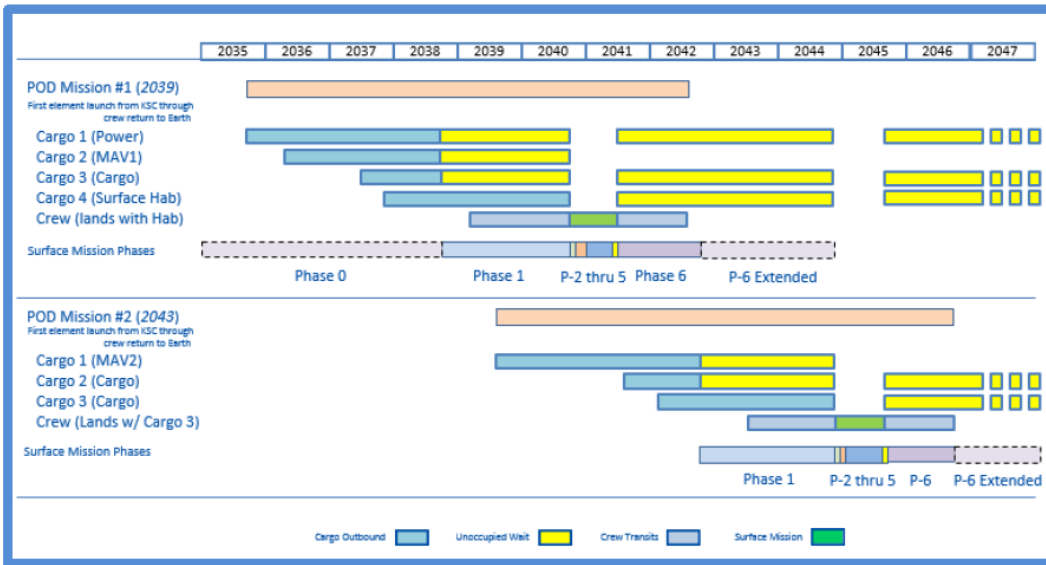 2035 2036 2037 2038 2039 2040 2041 2042 2043 2044 2045 2046 2047
POD Mission #1 (2039)
First element launch from KSC through
crew return to Earth
Cargo 1 (Power)
Cargo 2 (MAV1)
Cargo 3 (Cargo)
Cargo 4 (Surface Hab)
Crew (lands with Hab)
Surface Mission Phases
Phase 0 Phase 1 P-2 thru 5 Phase 6 P-6 Extended
POD Mission #2 (2043)
First element launch from KSC through
crew return to Earth
Cargo 1 (MAV2)
Cargo 2 (Cargo)
Cargo 3 (Cargo)
Crew (Lands w/ Cargo 3)
Surface Mission Phases
Phase 1 P-2 thru 5 P-6 P-6 Extended
Cargo Outbound Unoccupied Wait Crew Transits Surface Mission